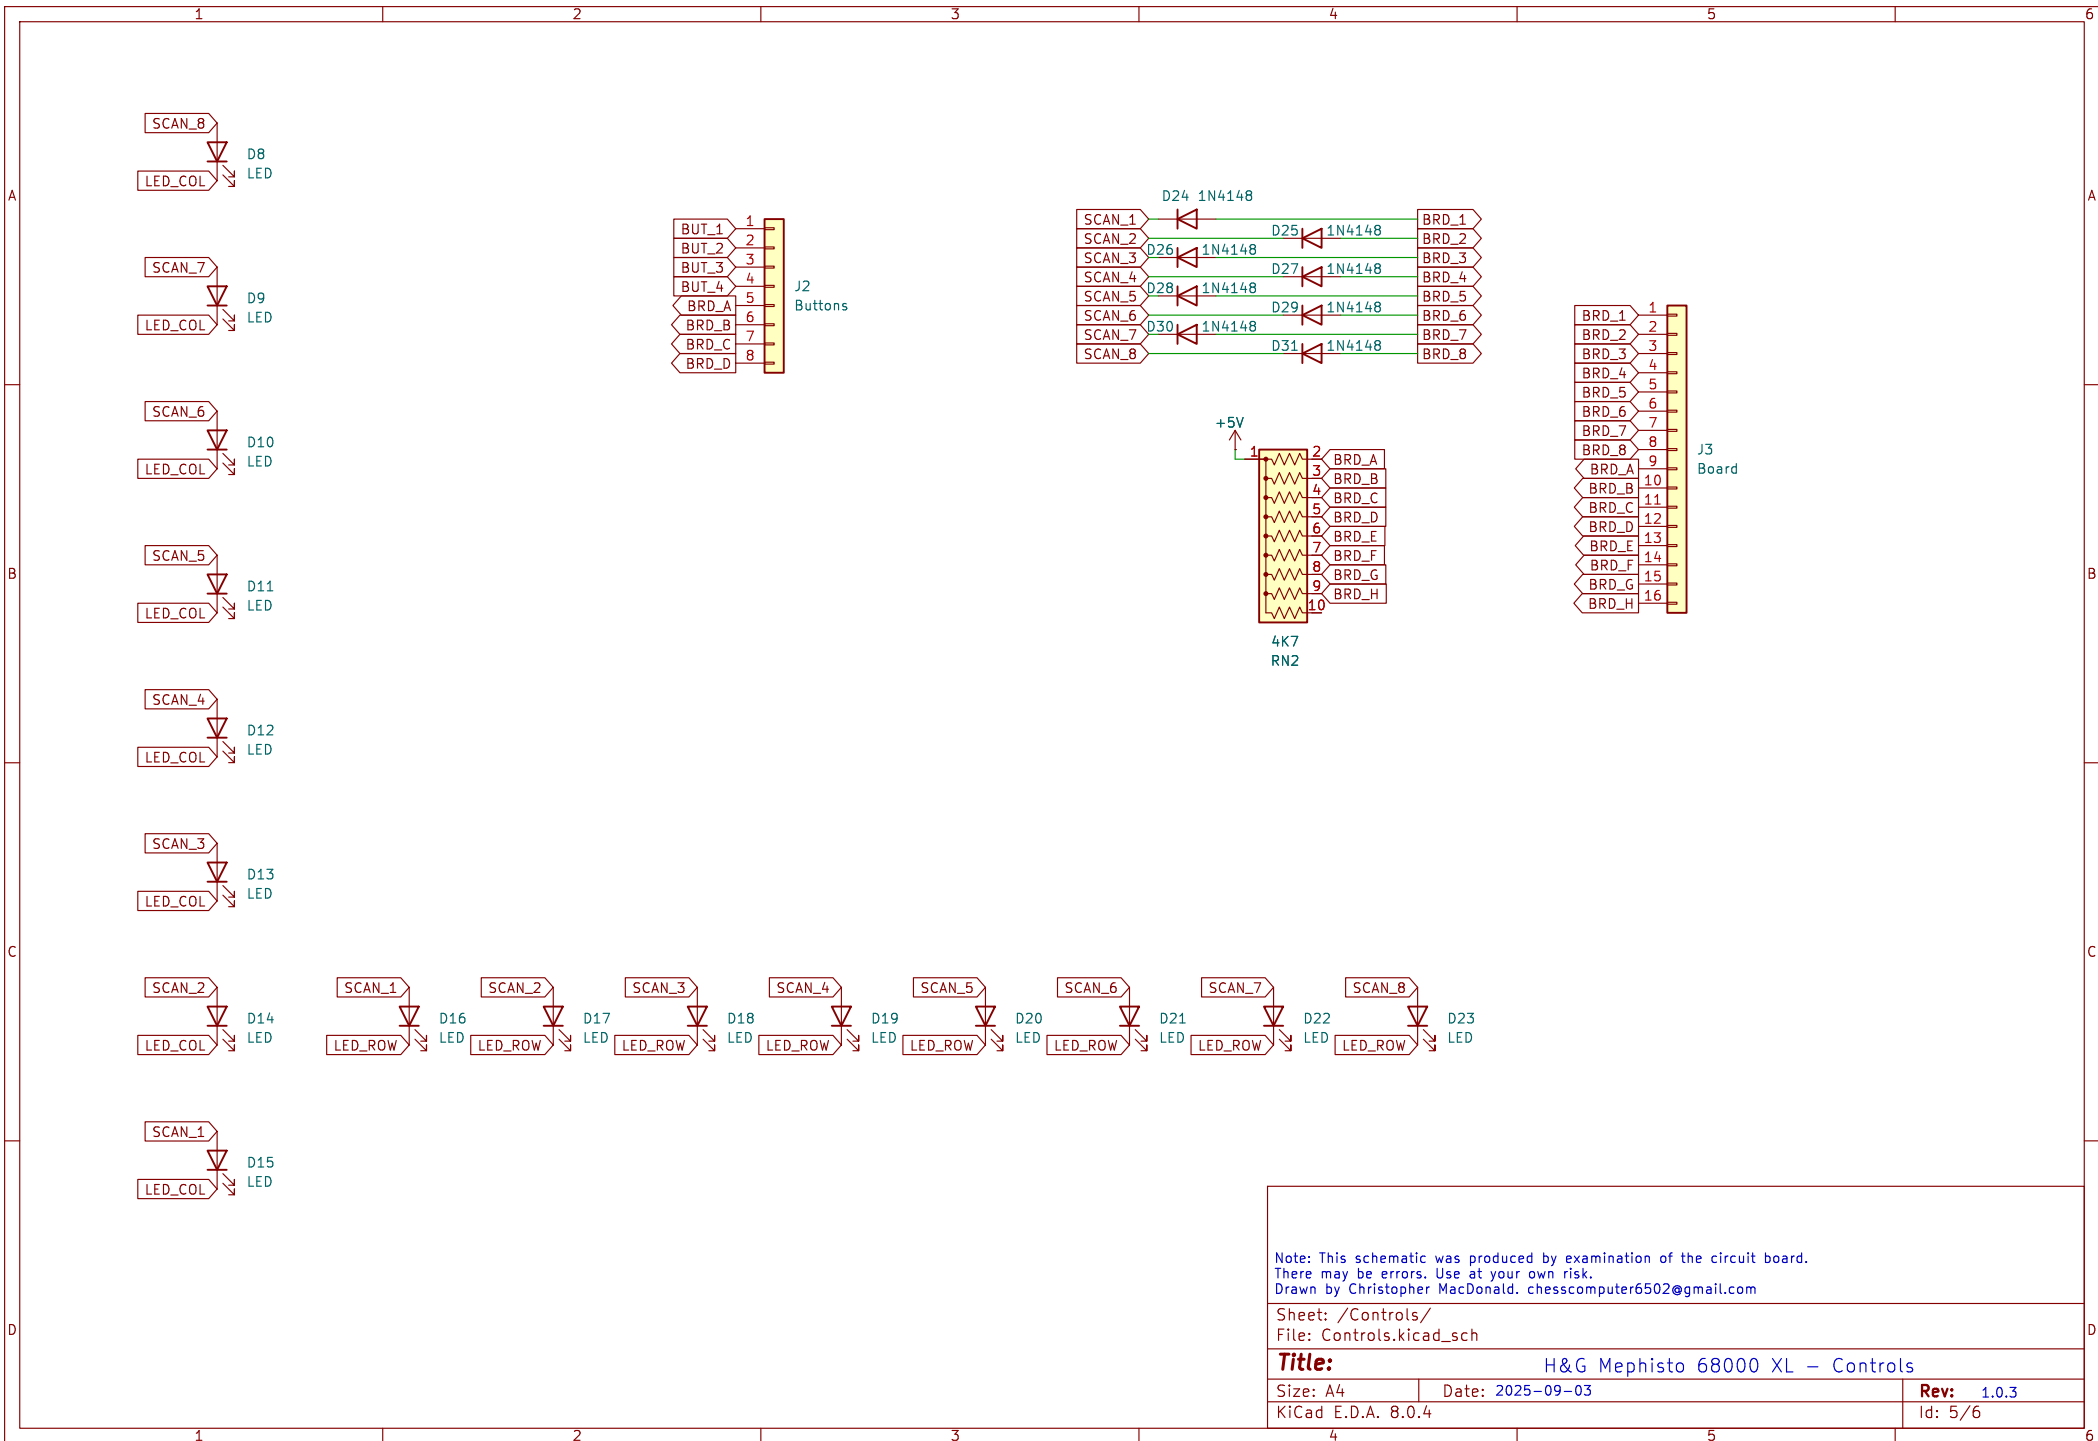 1 2 3 4 5 6
A A
B B
C C
D D
SCAN_8
D8
LED
LED_COL
SCAN_7
D9
LED
LED_COL
SCAN_6
D10
LED
LED_COL
SCAN_5
D11
LED
LED_COL
SCAN_4
D12
LED
LED_COL
SCAN_3
D13
LED
LED_COL
SCAN_2
D14
LED
LED_COL
SCAN_1
D15
LED
LED_COL
SCAN_1
D16
LED
LED_ROW
SCAN_2
D17
LED
LED_ROW
SCAN_3
D18
LED
LED_ROW
SCAN_4
D19
LED
LED_ROW
SCAN_5
D20
LED
LED_ROW
SCAN_6
D21
LED
LED_ROW
SCAN_7
D22
LED
LED_ROW
SCAN_8
D23
LED
LED_ROW
BUT_1 1
BUT_2 2
BUT_3 3
BUT_4 4
BRD_A 5
BRD_B 6
BRD_C 7
BRD_D 8
J2
Buttons
D24 1N4148
SCAN_1 BRD_1
D25 1N4148
SCAN_2 BRD_2
D26 1N4148
SCAN_3 BRD_3
D27 1N4148
SCAN_4 BRD_4
D28 1N4148
SCAN_5 BRD_5
D29 1N4148
SCAN_6 BRD_6
D30 1N4148
SCAN_7 BRD_7
D31 1N4148
SCAN_8 BRD_8
+5V
1 2 BRD_A
3 BRD_B
4 BRD_C
5 BRD_D
6 BRD_E
7 BRD_F
8 BRD_G
9 BRD_H
10
4K7
RN2
BRD_1 1
BRD_2 2
BRD_3 3
BRD_4 4
BRD_5 5
BRD_6 6
BRD_7 7
BRD_8 8
BRD_A 9
BRD_B 10
BRD_C 11
BRD_D 12
BRD_E 13
BRD_F 14
BRD_G 15
BRD_H 16
J3
Board
Note: This schematic was produced by examination of the circuit board.
There may be errors. Use at your own risk.
Drawn by Christopher MacDonald. chesscomputer6502@gmail.com
Sheet: /Controls/
File: Controls.kicad_sch
Title: H&G Mephisto 68000 XL – Controls
Size: A4 Date: 2025-09-03 Rev: 1.0.3
KiCad E.D.A. 8.0.4 Id: 5/6
1 2 3 4 5 6